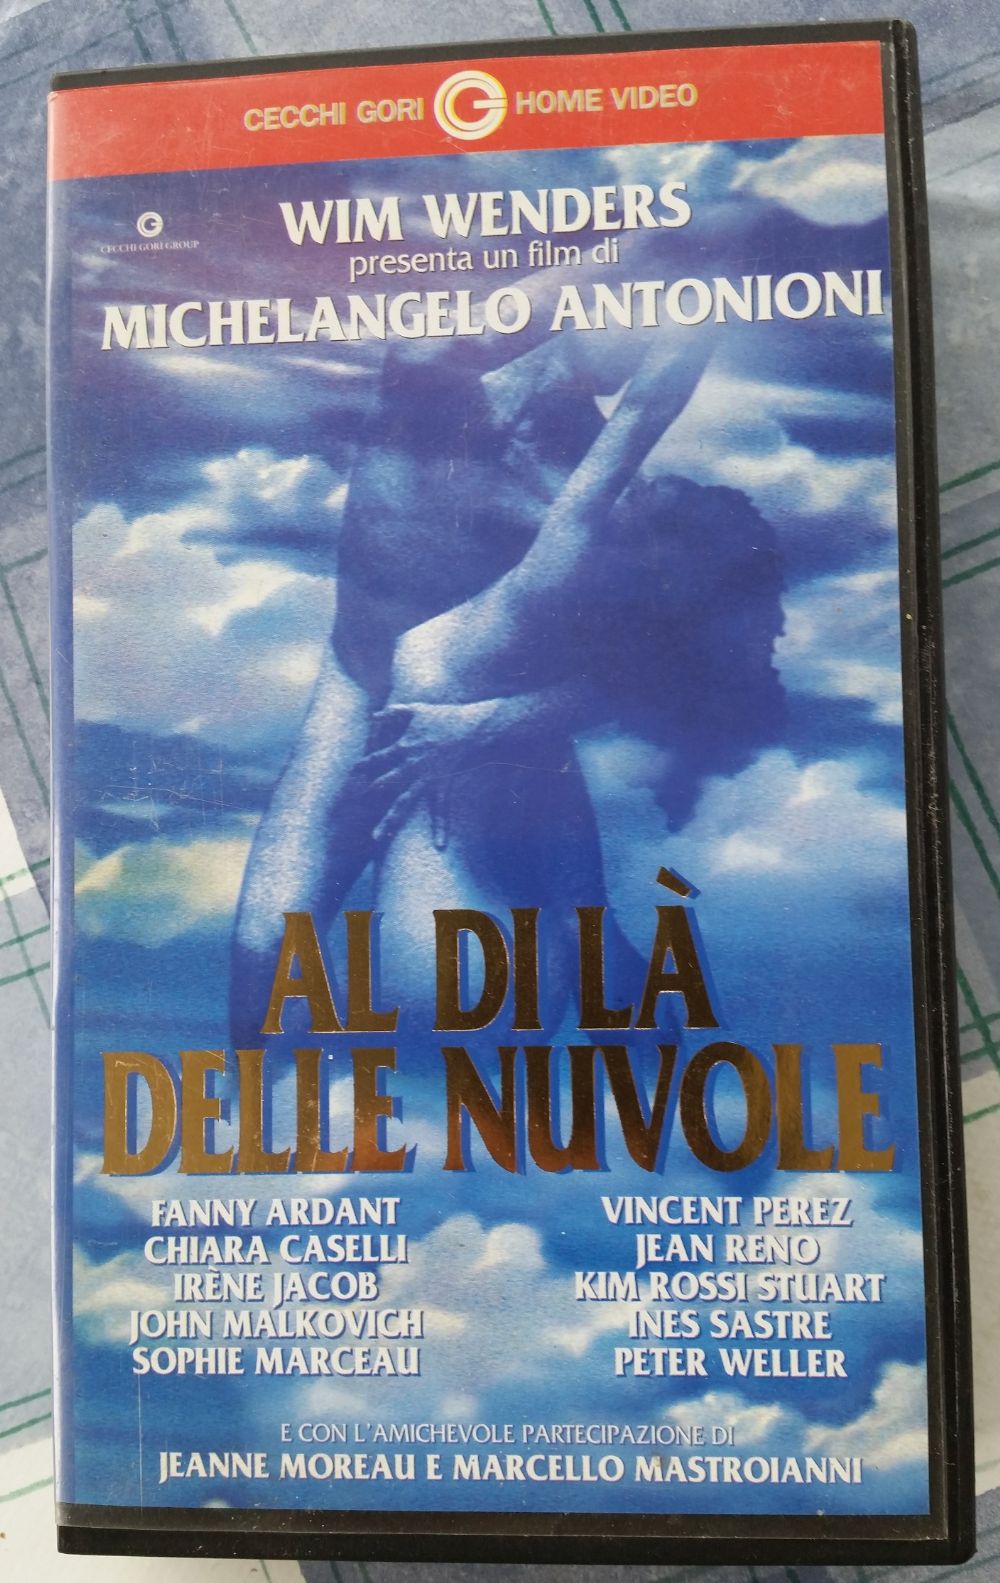 CECCHI GORI HOME VIDEO
CECCHI GORI GROUP
WIM WENDERS
presenta un film di
MICHELANGELO ANTONIONI
AL DI LÀ
DELLE NUVOLE
FANNY ARDANT
CHIARA CASELLI
IRÈNE JACOB
JOHN MALKOVICH
SOPHIE MARCEAU
VINCENT PEREZ
JEAN RENO
KIM ROSSI STUART
INES SASTRE
PETER WELLER
E CON L'AMICHEVOLE PARTECIPAZIONE DI
JEANNE MOREAU E MARCELLO MASTROIANNI